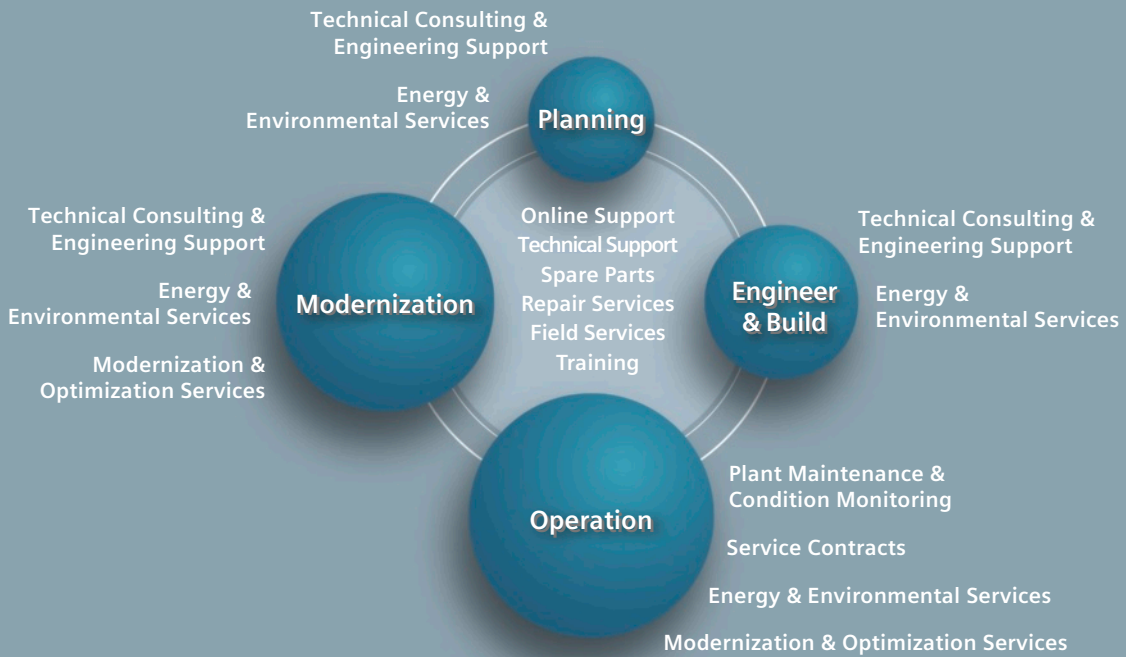 Technical Consulting &
Engineering Support
Energy &
Environmental Services
Planning
Technical Consulting &
Engineering Support
Energy &
Environmental Services
Modernization &
Optimization Services
Modernization
Online Support
Technical Support
Spare Parts
Repair Services
Field Services
Training
Engineer
& Build
Technical Consulting &
Engineering Support
Energy &
Environmental Services
Operation
Plant Maintenance &
Condition Monitoring
Service Contracts
Energy & Environmental Services
Modernization & Optimization Services